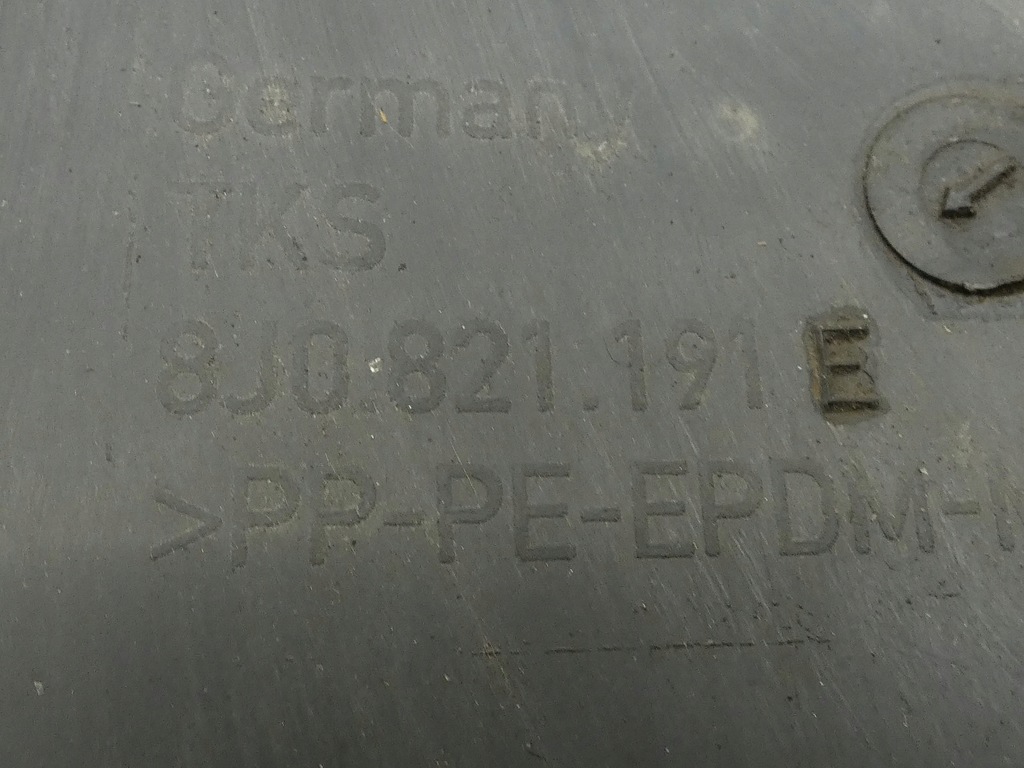 Germany
TKS
8J0.821.191 E
>PP-PE-EPDM-